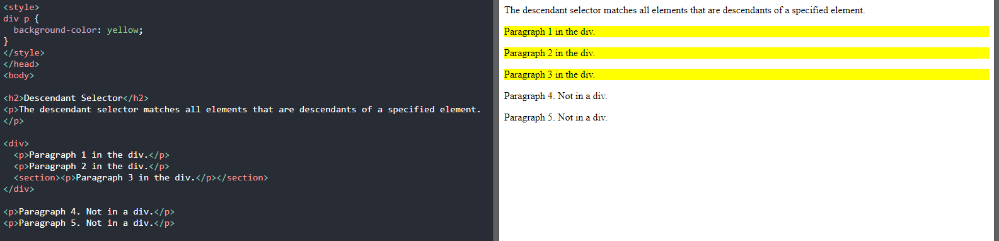 <style>
div p {
  background-color: yellow;
}
</style>
</head>
<body>

<h2>Descendant Selector</h2>
<p>The descendant selector matches all elements that are descendants of a specified element.
</p>

<div>
  <p>Paragraph 1 in the div.</p>
  <p>Paragraph 2 in the div.</p>
  <section><p>Paragraph 3 in the div.</p></section>
</div>

<p>Paragraph 4. Not in a div.</p>
<p>Paragraph 5. Not in a div.</p>

The descendant selector matches all elements that are descendants of a specified element.
Paragraph 1 in the div.
Paragraph 2 in the div.
Paragraph 3 in the div.
Paragraph 4. Not in a div.
Paragraph 5. Not in a div.